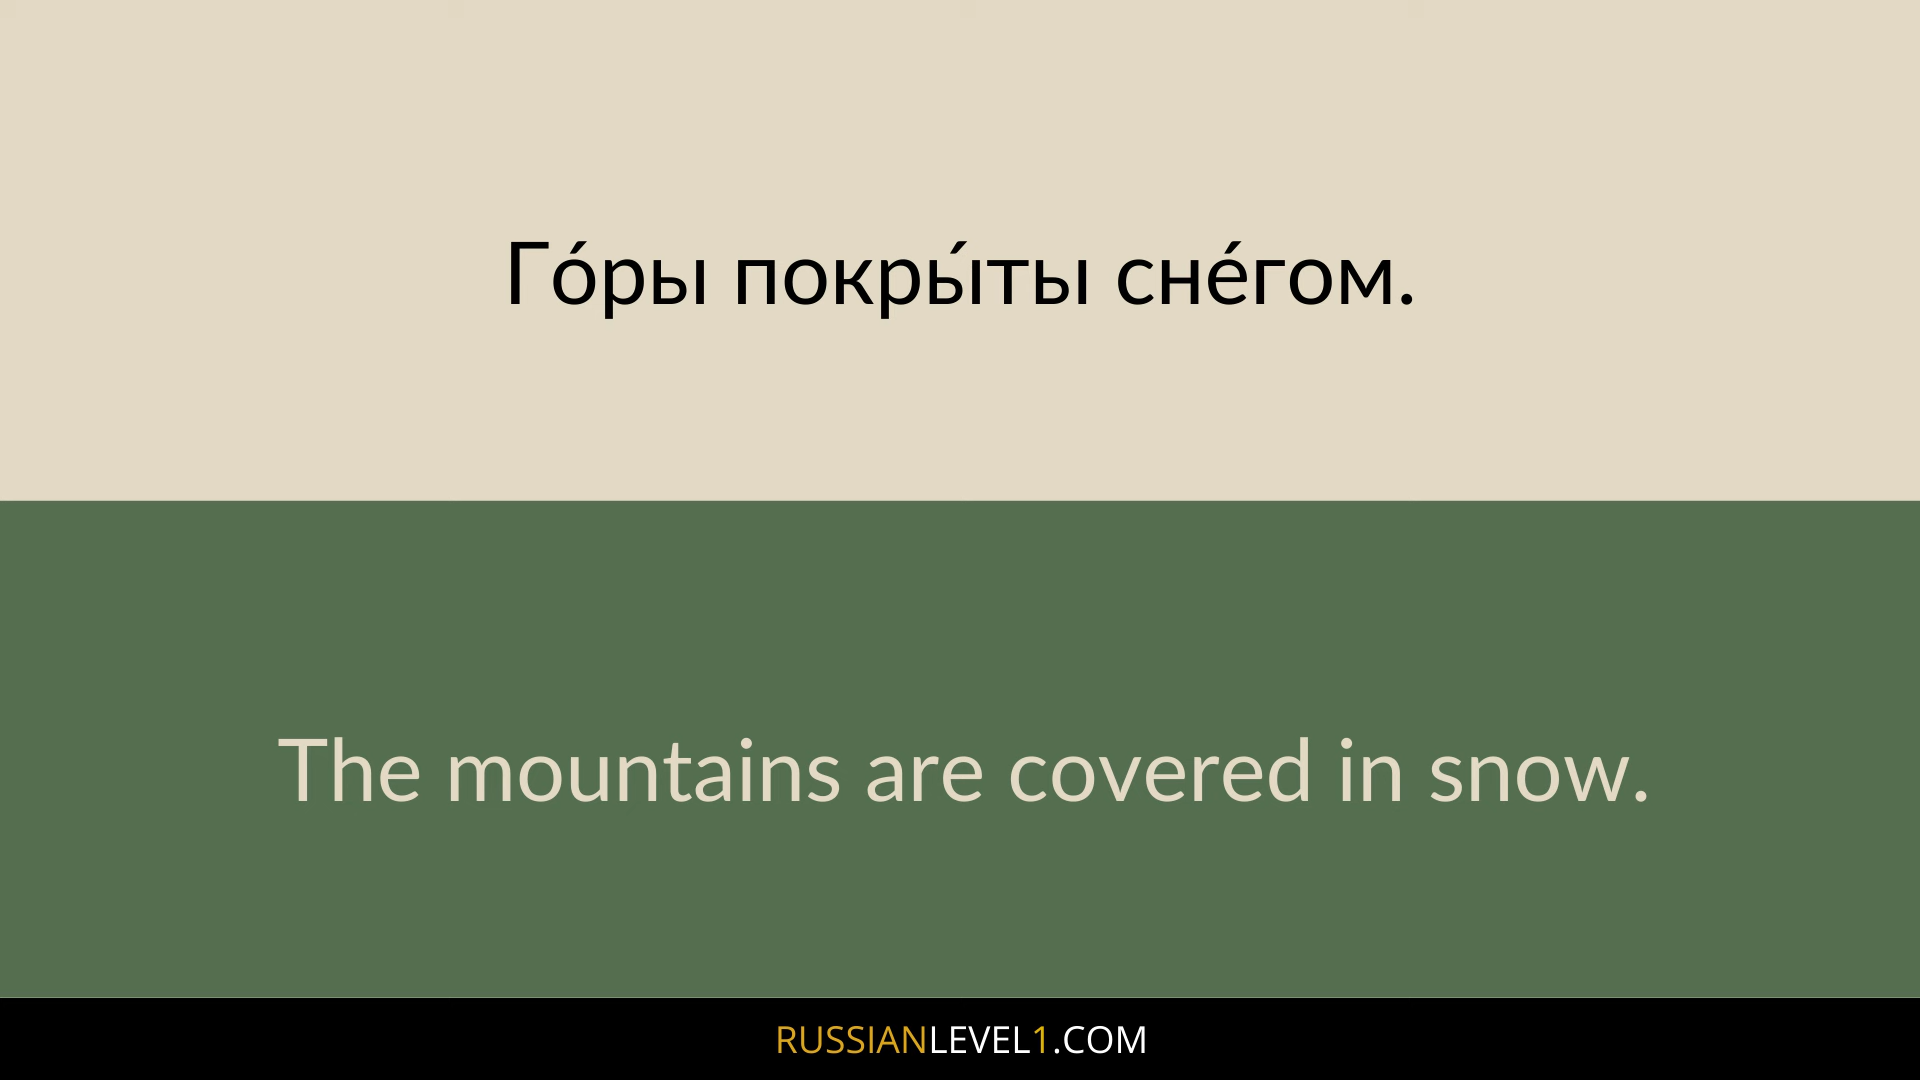 Го́ры покры́ты сне́гом.
The mountains are covered in snow.
RUSSIANLEVEL1.COM